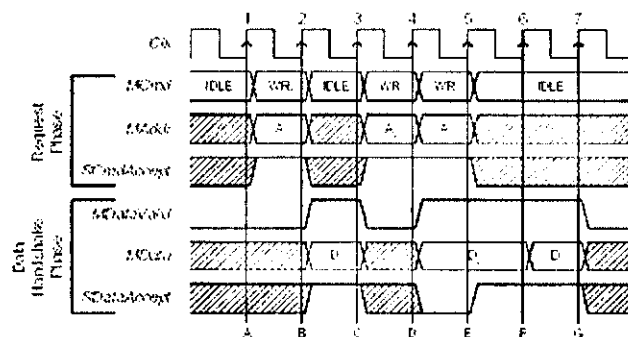 1 2 3 4 5 6 7
Clk
Request Phase
MCmd IDLE WR IDLE WR WR IDLE
MAddr A A A
SCmdAccept
Data Handshake Phase
MDataValid
MData D D D
SDataAccept
A B C D E F G